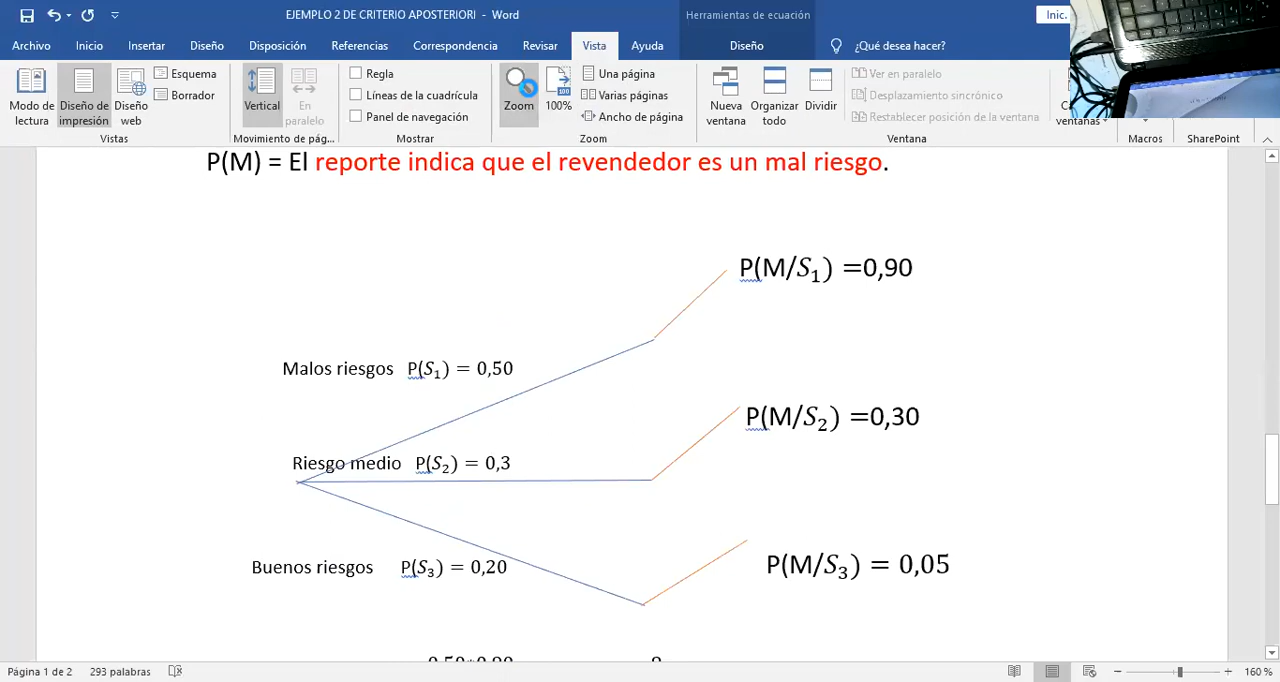 EJEMPLO 2 DE CRITERIO APOSTERIORI - Word
Herramientas de ecuación
Inic.
Archivo Inicio Insertar Diseño Disposición Referencias Correspondencia Revisar Vista Ayuda Diseño ¿Qué desea hacer?
Modo de lectura
Diseño de impresión
Diseño web
Esquema
Borrador
Vistas
Vertical
En paralelo
Movimiento de pág...
Regla
Líneas de la cuadrícula
Panel de navegación
Mostrar
Zoom
100
100%
Una página
Varias páginas
Ancho de página
Zoom
Nueva ventana
Organizar todo
Dividir
Ver en paralelo
Desplazamiento sincrónico
Restablecer posición de la ventana
ventanas
Ventana
Macros
SharePoint
P(M) = El reporte indica que el revendedor es un mal riesgo.
P(M/𝑆₁) =0,90
Malos riesgos P(𝑆₁) = 0,50
P(M/𝑆₂) =0,30
Riesgo medio P(𝑆₂) = 0,3
P(M/𝑆₃) = 0,05
Buenos riesgos P(𝑆₃) = 0,20
Página 1 de 2 293 palabras
160 %